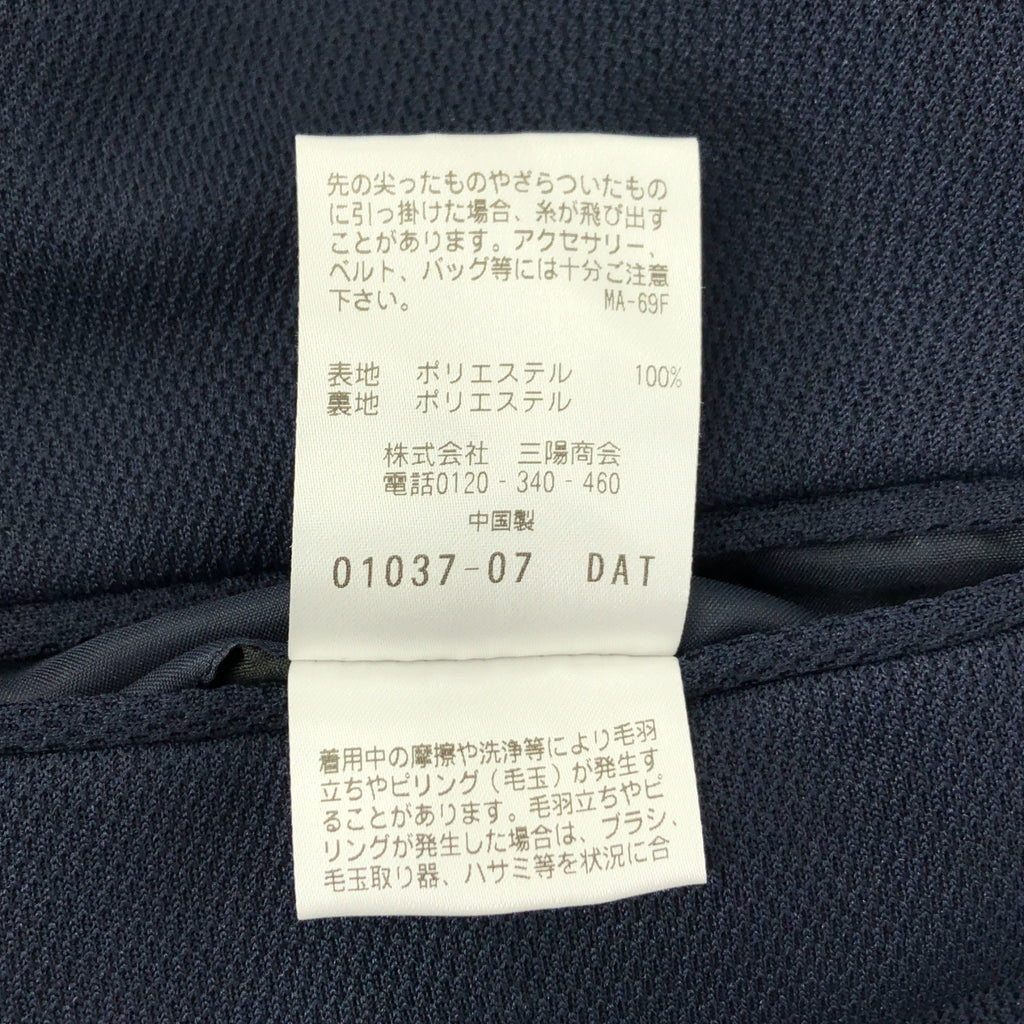 先の尖ったものやざらついたもの
に引っ掛けた場合、糸が飛び出す
ことがあります。アクセサリー、
ベルト、バッグ等には十分ご注意
下さい。 MA-69F
表地 ポリエステル 100%
裏地 ポリエステル
株式会社 三陽商会
電話0120-340-460
中国製
01037-07 DAT
着用中の摩擦や洗浄等により毛羽
立ちやピリング(毛玉)が発生す
ることがあります。毛羽立ちやピ
リングが発生した場合は、ブラシ、
毛玉取り器、ハサミ等を状況に合